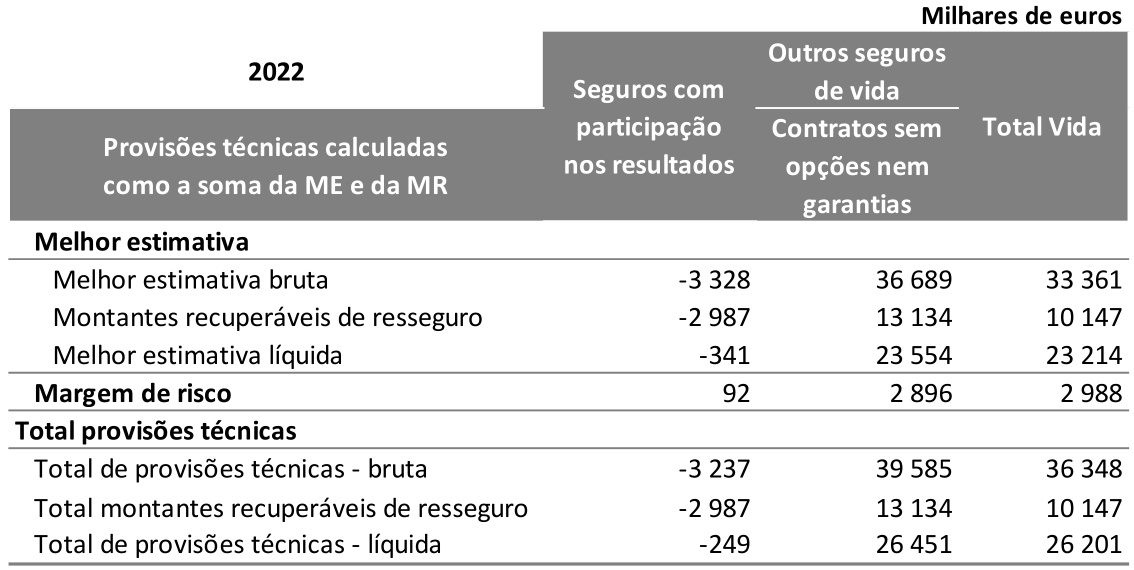 Milhares de euros
2022
Seguros com
participação
nos resultados
Outros seguros
de vida
Contratos sem
opções nem
garantias
Total Vida
Provisões técnicas calculadas
como a soma da ME e da MR
Melhor estimativa
Melhor estimativa bruta -3 328 36 689 33 361
Montantes recuperáveis de resseguro -2 987 13 134 10 147
Melhor estimativa líquida -341 23 554 23 214
Margem de risco 92 2 896 2 988
Total provisões técnicas
Total de provisões técnicas - bruta -3 237 39 585 36 348
Total montantes recuperáveis de resseguro -2 987 13 134 10 147
Total de provisões técnicas - líquida -249 26 451 26 201